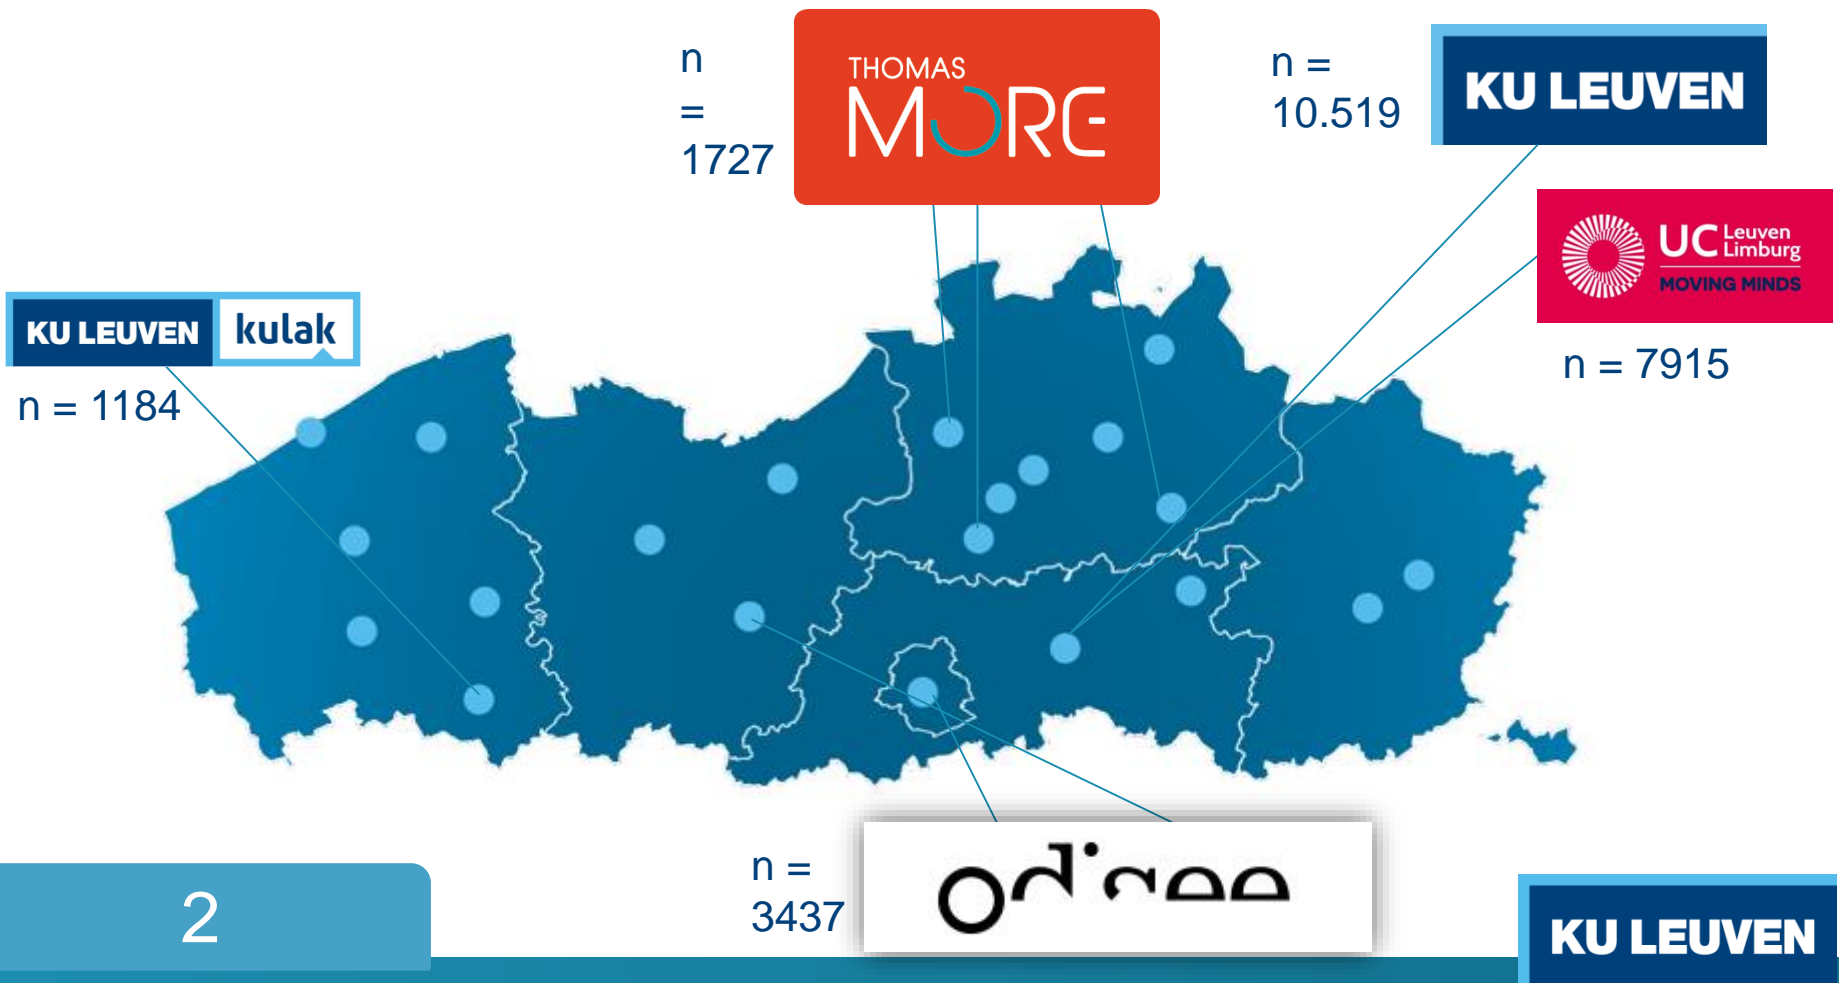 n
=
1727
THOMAS
MORE
n =
10.519
KU LEUVEN
UC Leuven
Limburg
MOVING MINDS
n = 7915
KU LEUVEN kulak
n = 1184
n =
3437
odisee
2
KU LEUVEN